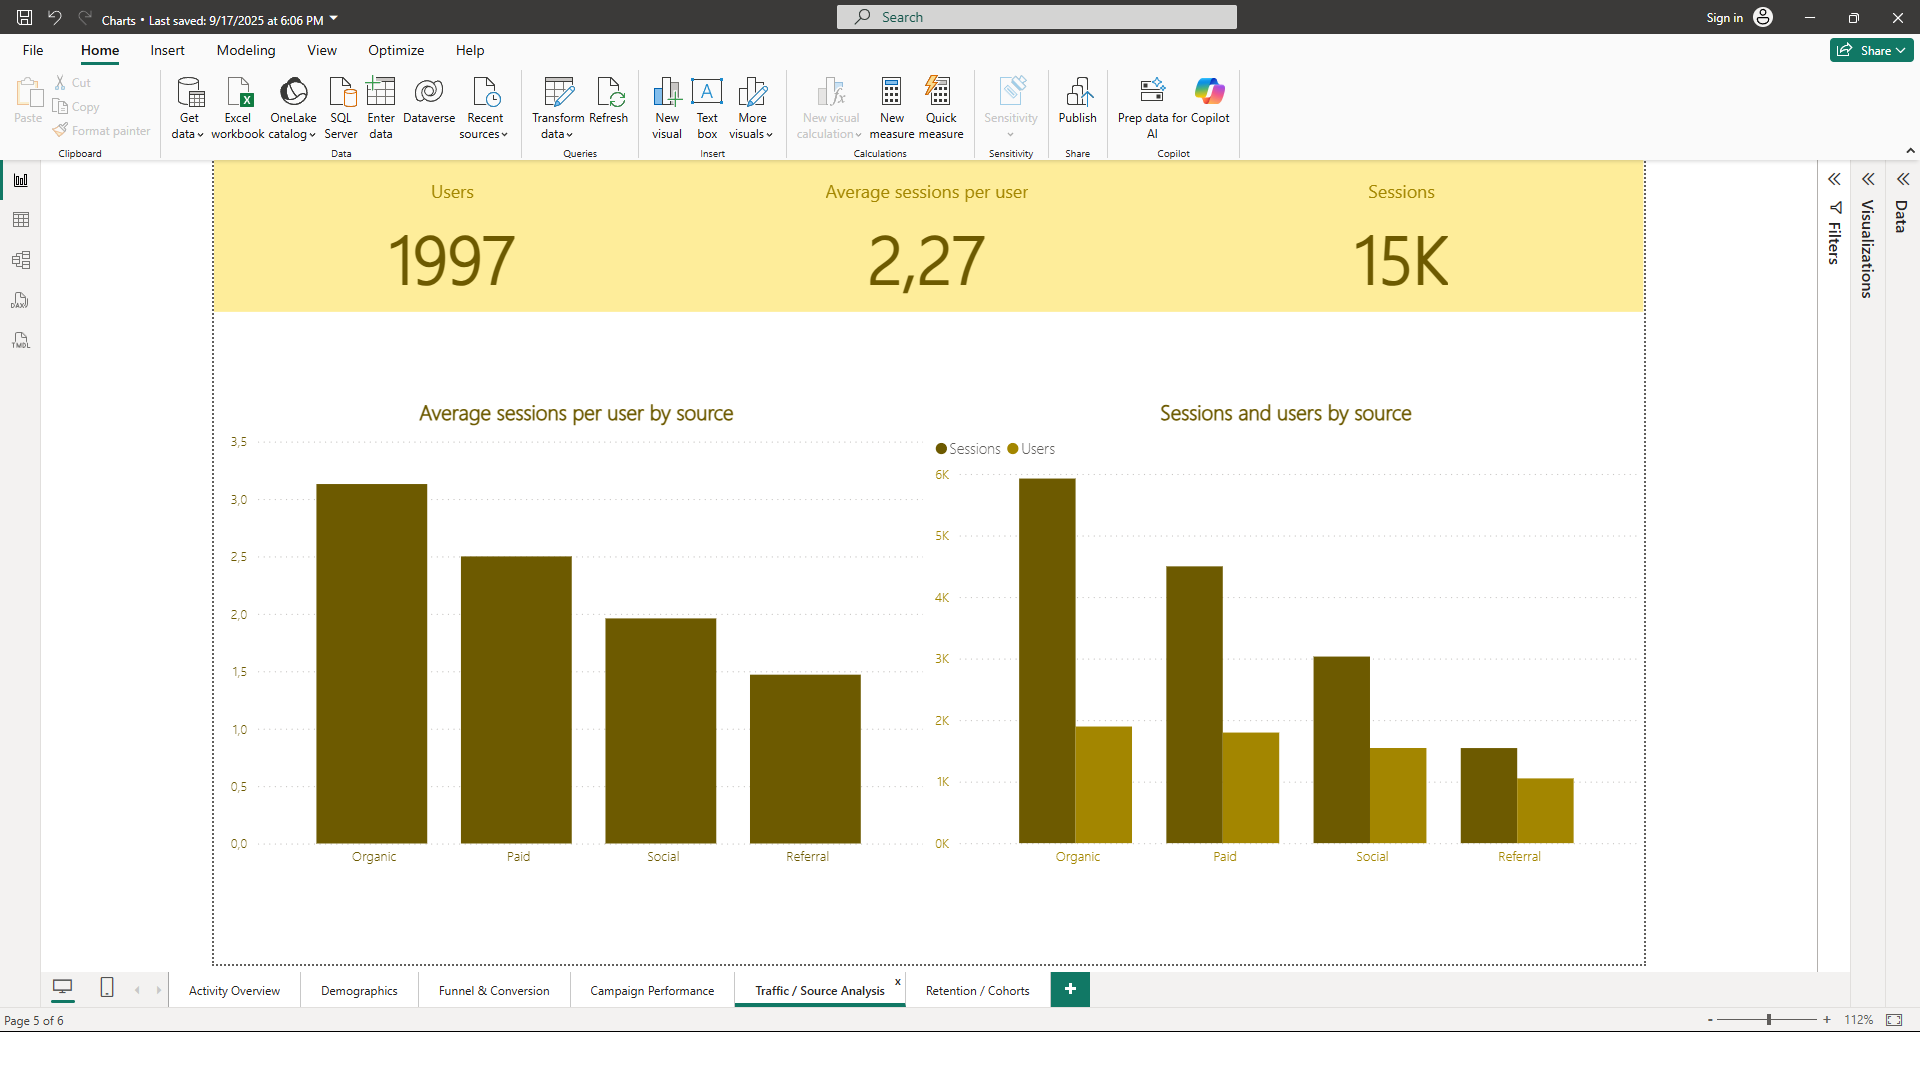 Charts • Last saved: 9/17/2025 at 6:06 PM
Search
Sign in
File Home Insert Modeling View Optimize Help
Share
Paste
Cut
Copy
Format painter
Clipboard
Get data
Excel workbook
OneLake catalog
SQL Server
Enter data
Dataverse
Recent sources
Data
Transform data
Refresh
Queries
New visual
Text box
More visuals
Insert
New visual calculation
New measure
Quick measure
Calculations
Sensitivity
Sensitivity
Publish
Share
Prep data for AI
Copilot
Copilot
DAX
TMDL
Users
1997
Average sessions per user
2,27
Sessions
15K
Average sessions per user by source
3,5
3,0
2,5
2,0
1,5
1,0
0,5
0,0
Organic Paid Social Referral
Sessions and users by source
Sessions Users
6K
5K
4K
3K
2K
1K
0K
Organic Paid Social Referral
Filters
Visualizations
Data
Activity Overview
Demographics
Funnel & Conversion
Campaign Performance
Traffic / Source Analysis x
Retention / Cohorts
+
Page 5 of 6
- + 112%